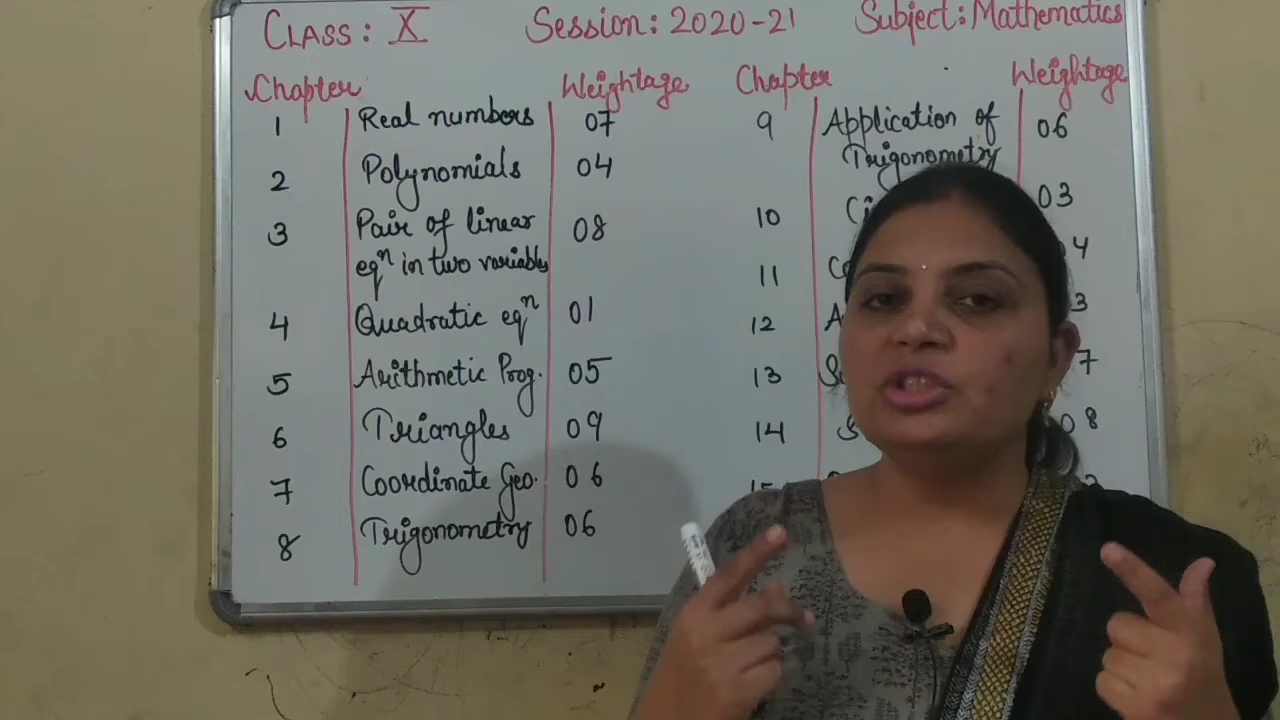 CLASS: X Session: 2020-21 Subject: Mathematics
Chapter Weightage Chapter Weightage
1 Real numbers 07
2 Polynomials 04
3 Pair of linear 08
eqn in two variables
4 Quadratic eqn 01
5 Arithmetic Prog. 05
6 Triangles 09
7 Coordinate Geo. 06
8 Trigonometry 06
9 Application of 06
Trigonometry
10 03
11
12
13
14 08